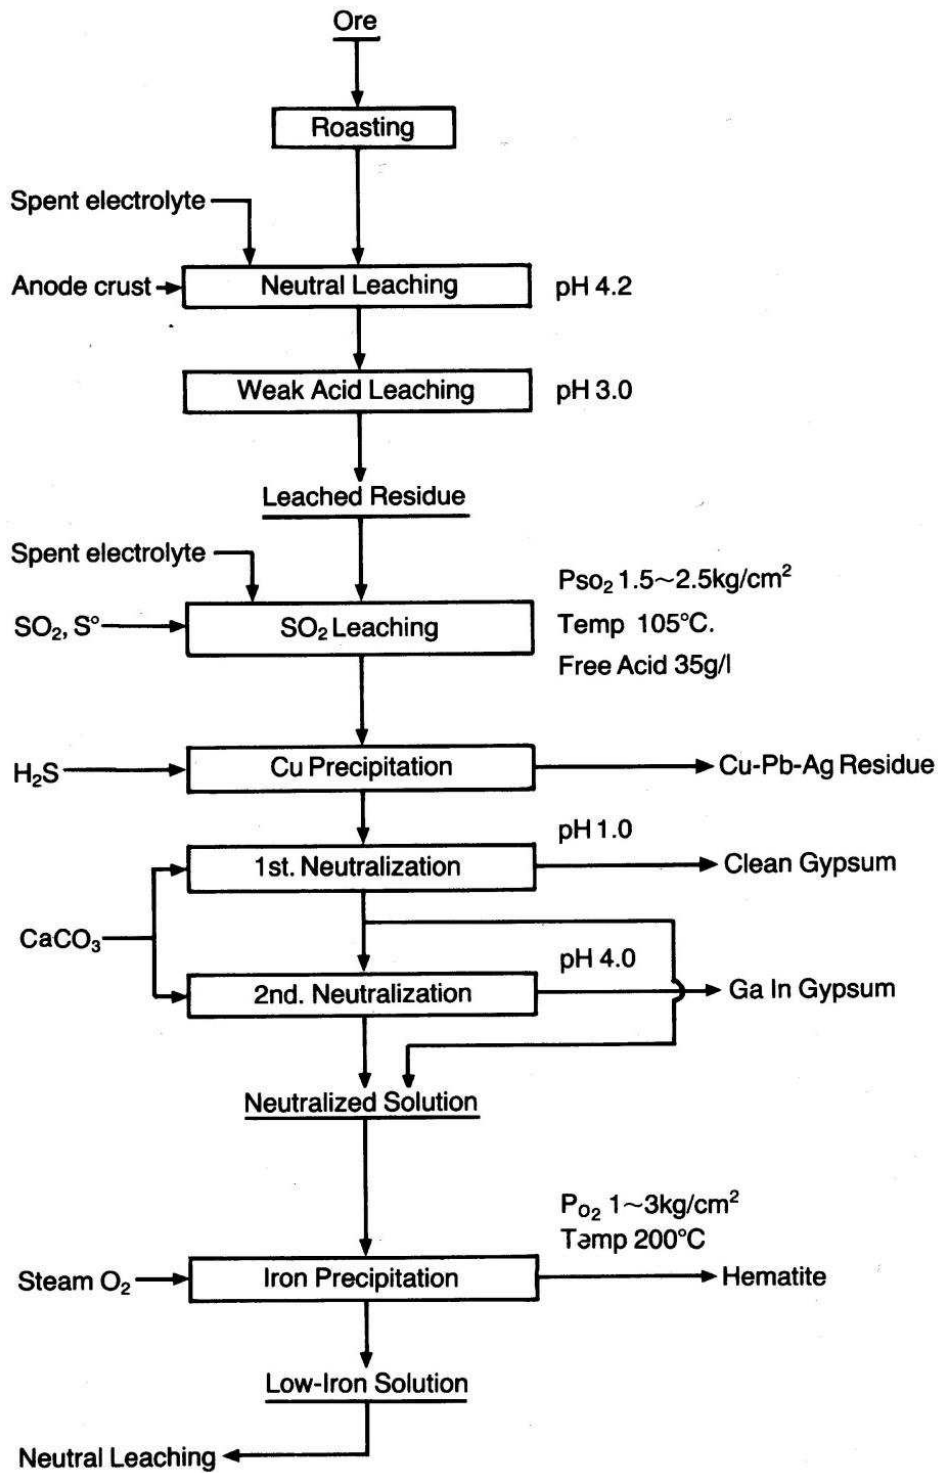 Ore
Roasting
Spent electrolyte
Anode crust
Neutral Leaching
pH 4.2
Weak Acid Leaching
pH 3.0
Leached Residue
Spent electrolyte
SO₂, S°
SO₂ Leaching
Pso₂ 1.5~2.5kg/cm²
Temp 105°C.
Free Acid 35g/l
H₂S
Cu Precipitation
Cu-Pb-Ag Residue
pH 1.0
1st. Neutralization
Clean Gypsum
CaCO₃
pH 4.0
2nd. Neutralization
Ga In Gypsum
Neutralized Solution
Po₂ 1~3kg/cm²
Tamp 200°C
Steam O₂
Iron Precipitation
Hematite
Low-Iron Solution
Neutral Leaching